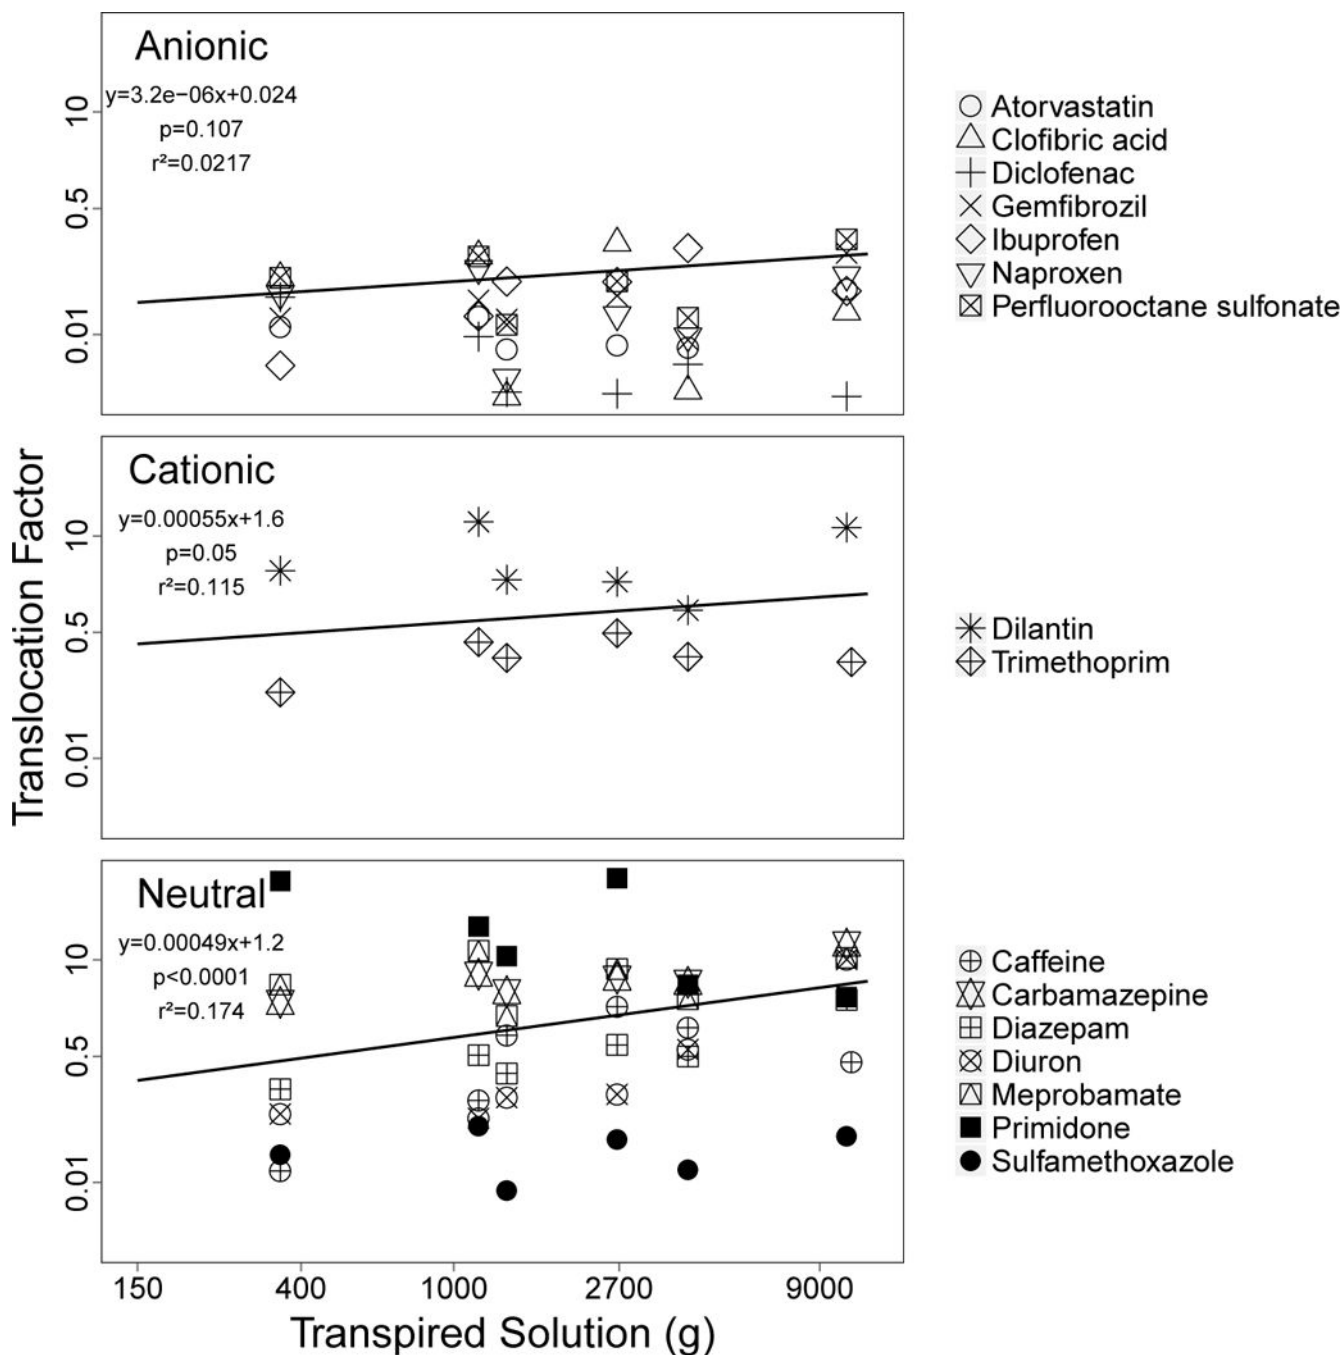 Anionic
y=3.2e−06x+0.024
p=0.107
r²=0.0217
10
0.5
0.01
Atorvastatin
Clofibric acid
Diclofenac
Gemfibrozil
Ibuprofen
Naproxen
Perfluorooctane sulfonate
Translocation Factor
Cationic
y=0.00055x+1.6
p=0.05
r²=0.115
10
0.5
0.01
Dilantin
Trimethoprim
Neutral
y=0.00049x+1.2
p<0.0001
r²=0.174
10
0.5
0.01
Caffeine
Carbamazepine
Diazepam
Diuron
Meprobamate
Primidone
Sulfamethoxazole
150 400 1000 2700 9000
Transpired Solution (g)